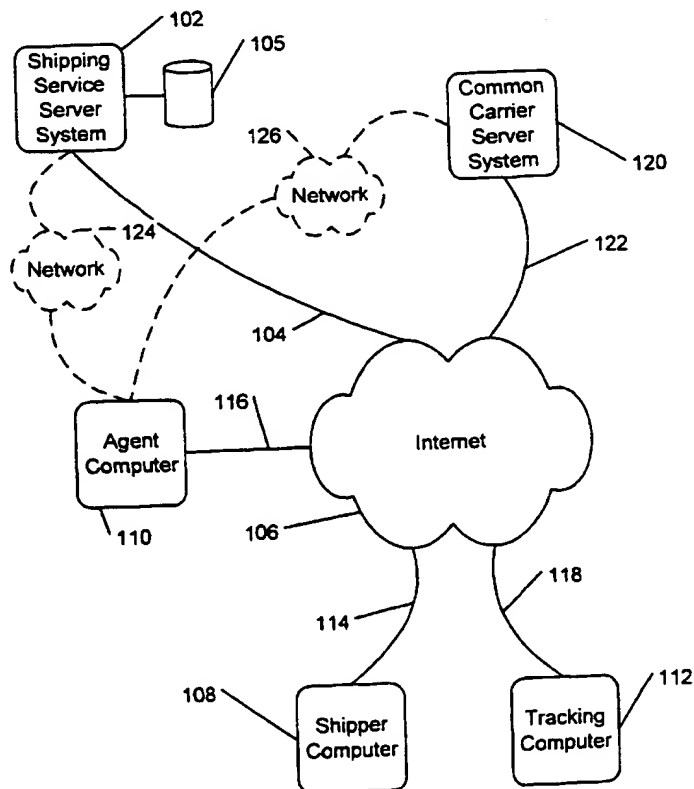 102
105
Shipping
Service
Server
System
Common
Carrier
Server
System
126
120
Network
124
Network
122
104
116
Internet
Agent
Computer
106
110
118
114
108
112
Shipper
Computer
Tracking
Computer